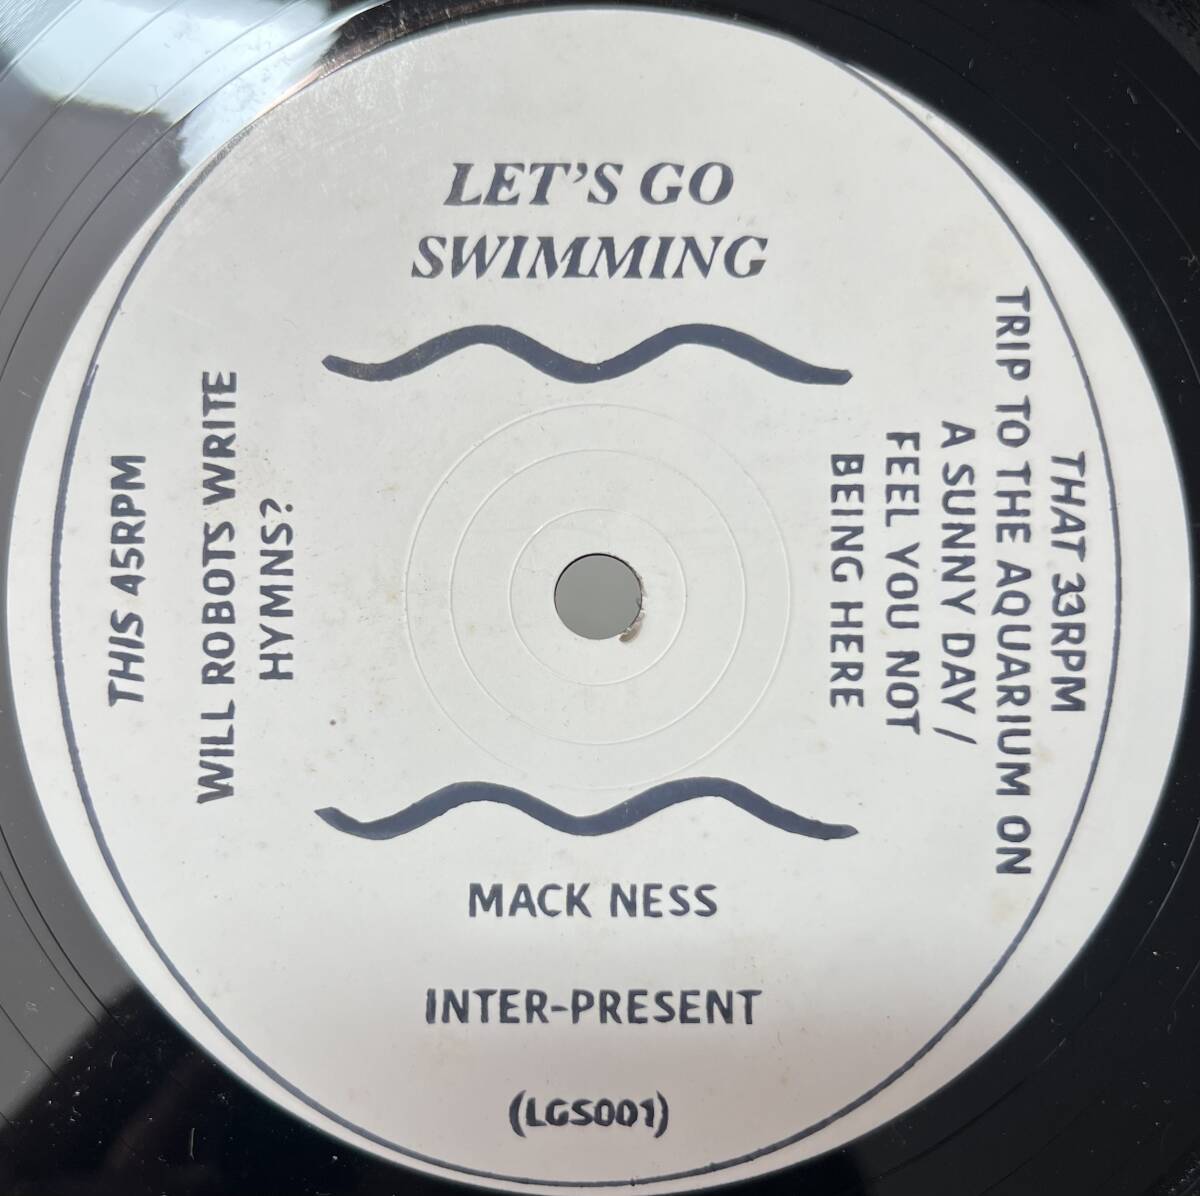 LET'S GO
SWIMMING
THIS 45RPM
WILL ROBOTS WRITE
HYMNS?
THAT 33RPM
TRIP TO THE AQUARIUM ON
A SUNNY DAY /
FEEL YOU NOT
BEING HERE
MACK NESS
INTER-PRESENT
(LGS001)